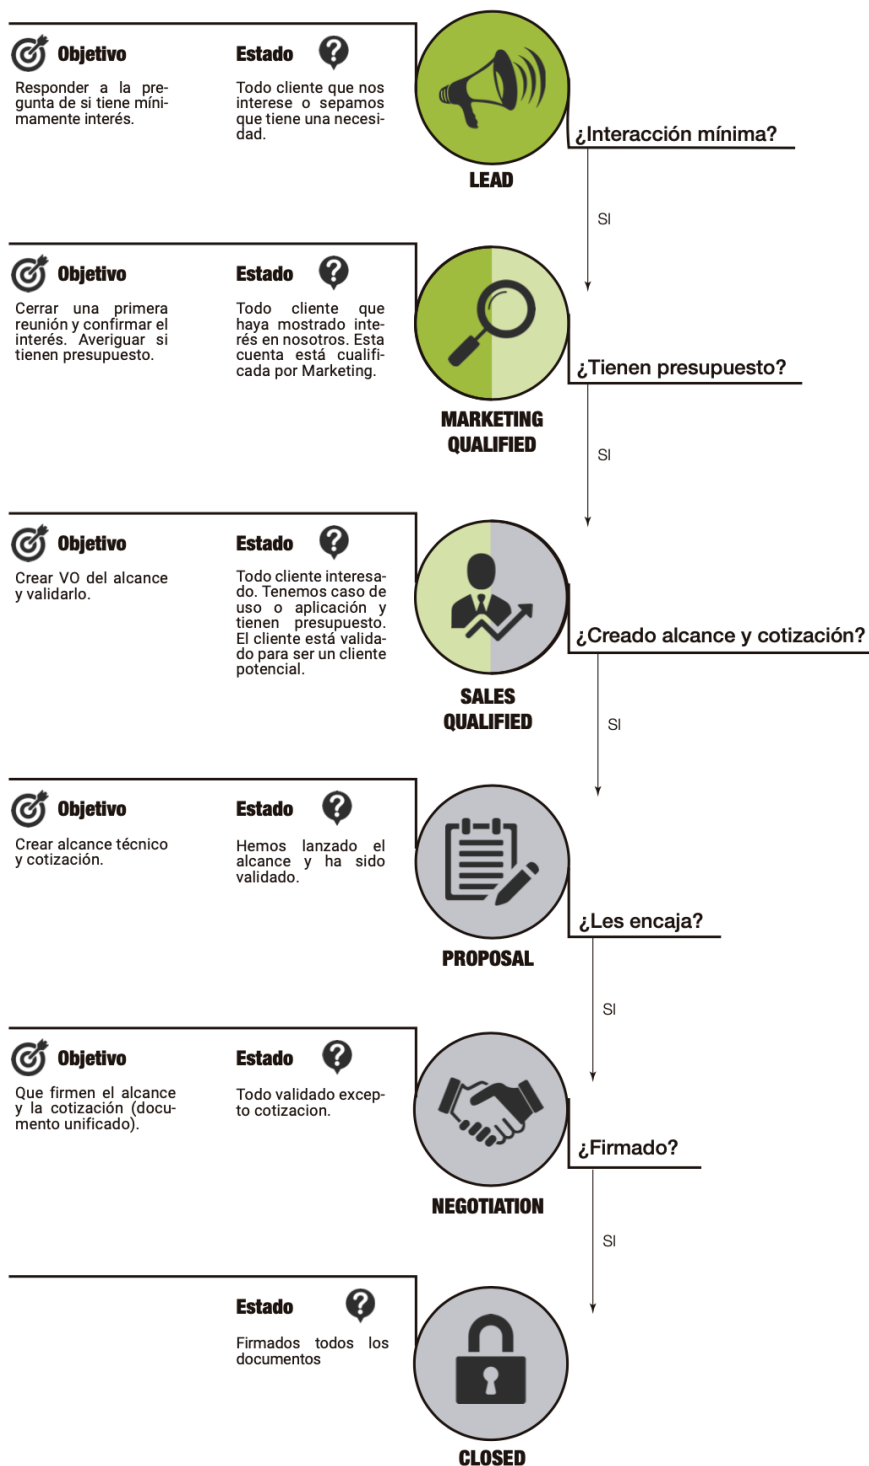 Objetivo
Responder a la pre-
gunta de si tiene míni-
mamente interés.
Estado
Todo cliente que nos
interese o sepamos
que tiene una necesi-
dad.
LEAD
¿Interacción mínima?
SI
Objetivo
Cerrar una primera
reunión y confirmar el
interés. Averiguar si
tienen presupuesto.
Estado
Todo cliente que
haya mostrado inte-
rés en nosotros. Esta
cuenta está cualifi-
cada por Marketing.
MARKETING
QUALIFIED
¿Tienen presupuesto?
SI
Objetivo
Crear VO del alcance
y validarlo.
Estado
Todo cliente interesa-
do. Tenemos caso de
uso o aplicación y
tienen presupuesto.
El cliente está valida-
do para ser un cliente
potencial.
SALES
QUALIFIED
¿Creado alcance y cotización?
SI
Objetivo
Crear alcance técnico
y cotización.
Estado
Hemos lanzado el
alcance y ha sido
validado.
PROPOSAL
¿Les encaja?
SI
Objetivo
Que firmen el alcance
y la cotización (docu-
mento unificado).
Estado
Todo validado excep-
to cotizacion.
NEGOTIATION
¿Firmado?
SI
Estado
Firmados todos los
documentos
CLOSED